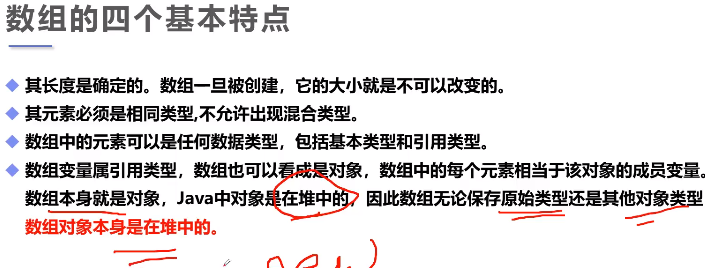 数组的四个基本特点
其长度是确定的。数组一旦被创建，它的大小就是不可以改变的。
其元素必须是相同类型,不允许出现混合类型。
数组中的元素可以是任何数据类型，包括基本类型和引用类型。
数组变量属引用类型，数组也可以看成是对象，数组中的每个元素相当于该对象的成员变量。
数组本身就是对象，Java中对象是在堆中的，因此数组无论保存原始类型还是其他对象类型
数组对象本身是在堆中的。